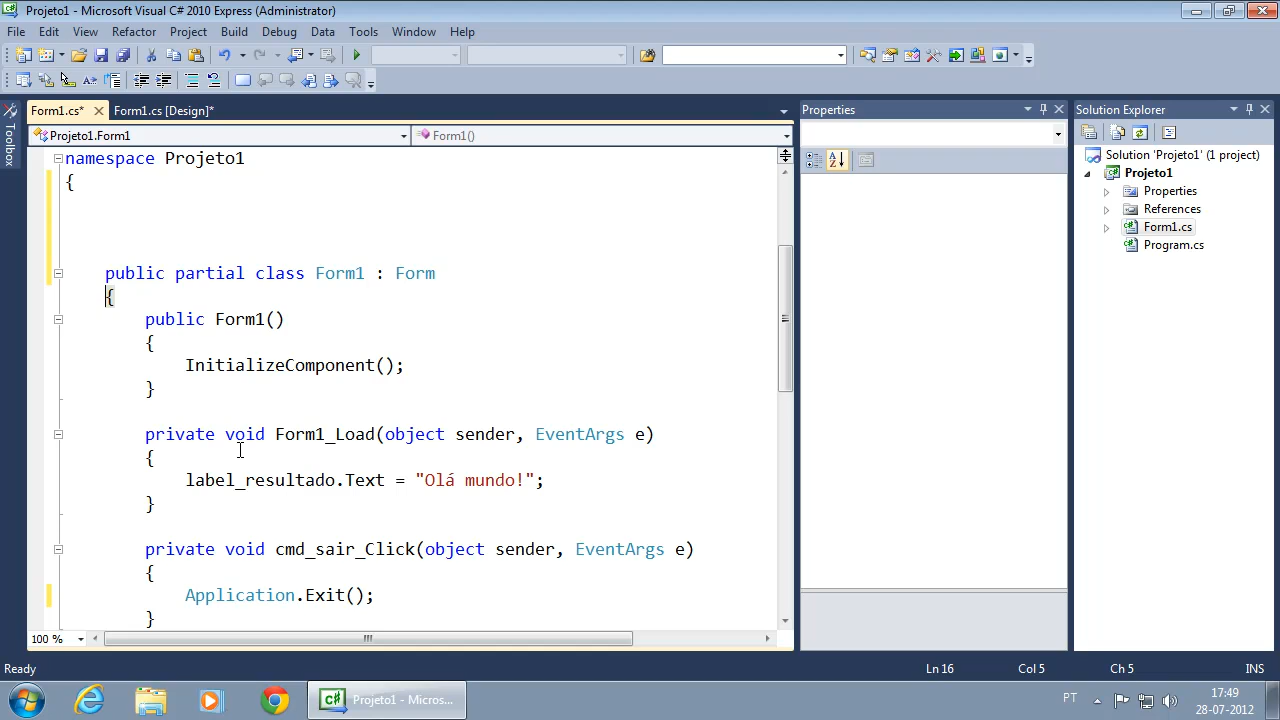 Projeto1 - Microsoft Visual C# 2010 Express (Administrator)
File Edit View Refactor Project Build Debug Data Tools Window Help
Form1.cs* Form1.cs [Design]*
Projeto1.Form1 Form1()
namespace Projeto1
{
public partial class Form1 : Form
{
public Form1()
{
InitializeComponent();
}
private void Form1_Load(object sender, EventArgs e)
{
label_resultado.Text = "Olá mundo!";
}
private void cmd_sair_Click(object sender, EventArgs e)
{
Application.Exit();
}
100 %
Toolbox
Properties
Solution Explorer
Solution 'Projeto1' (1 project)
Projeto1
Properties
References
Form1.cs
Program.cs
Ready Ln 16 Col 5 Ch 5 INS
Projeto1 - Micros...
PT
17:49
28-07-2012